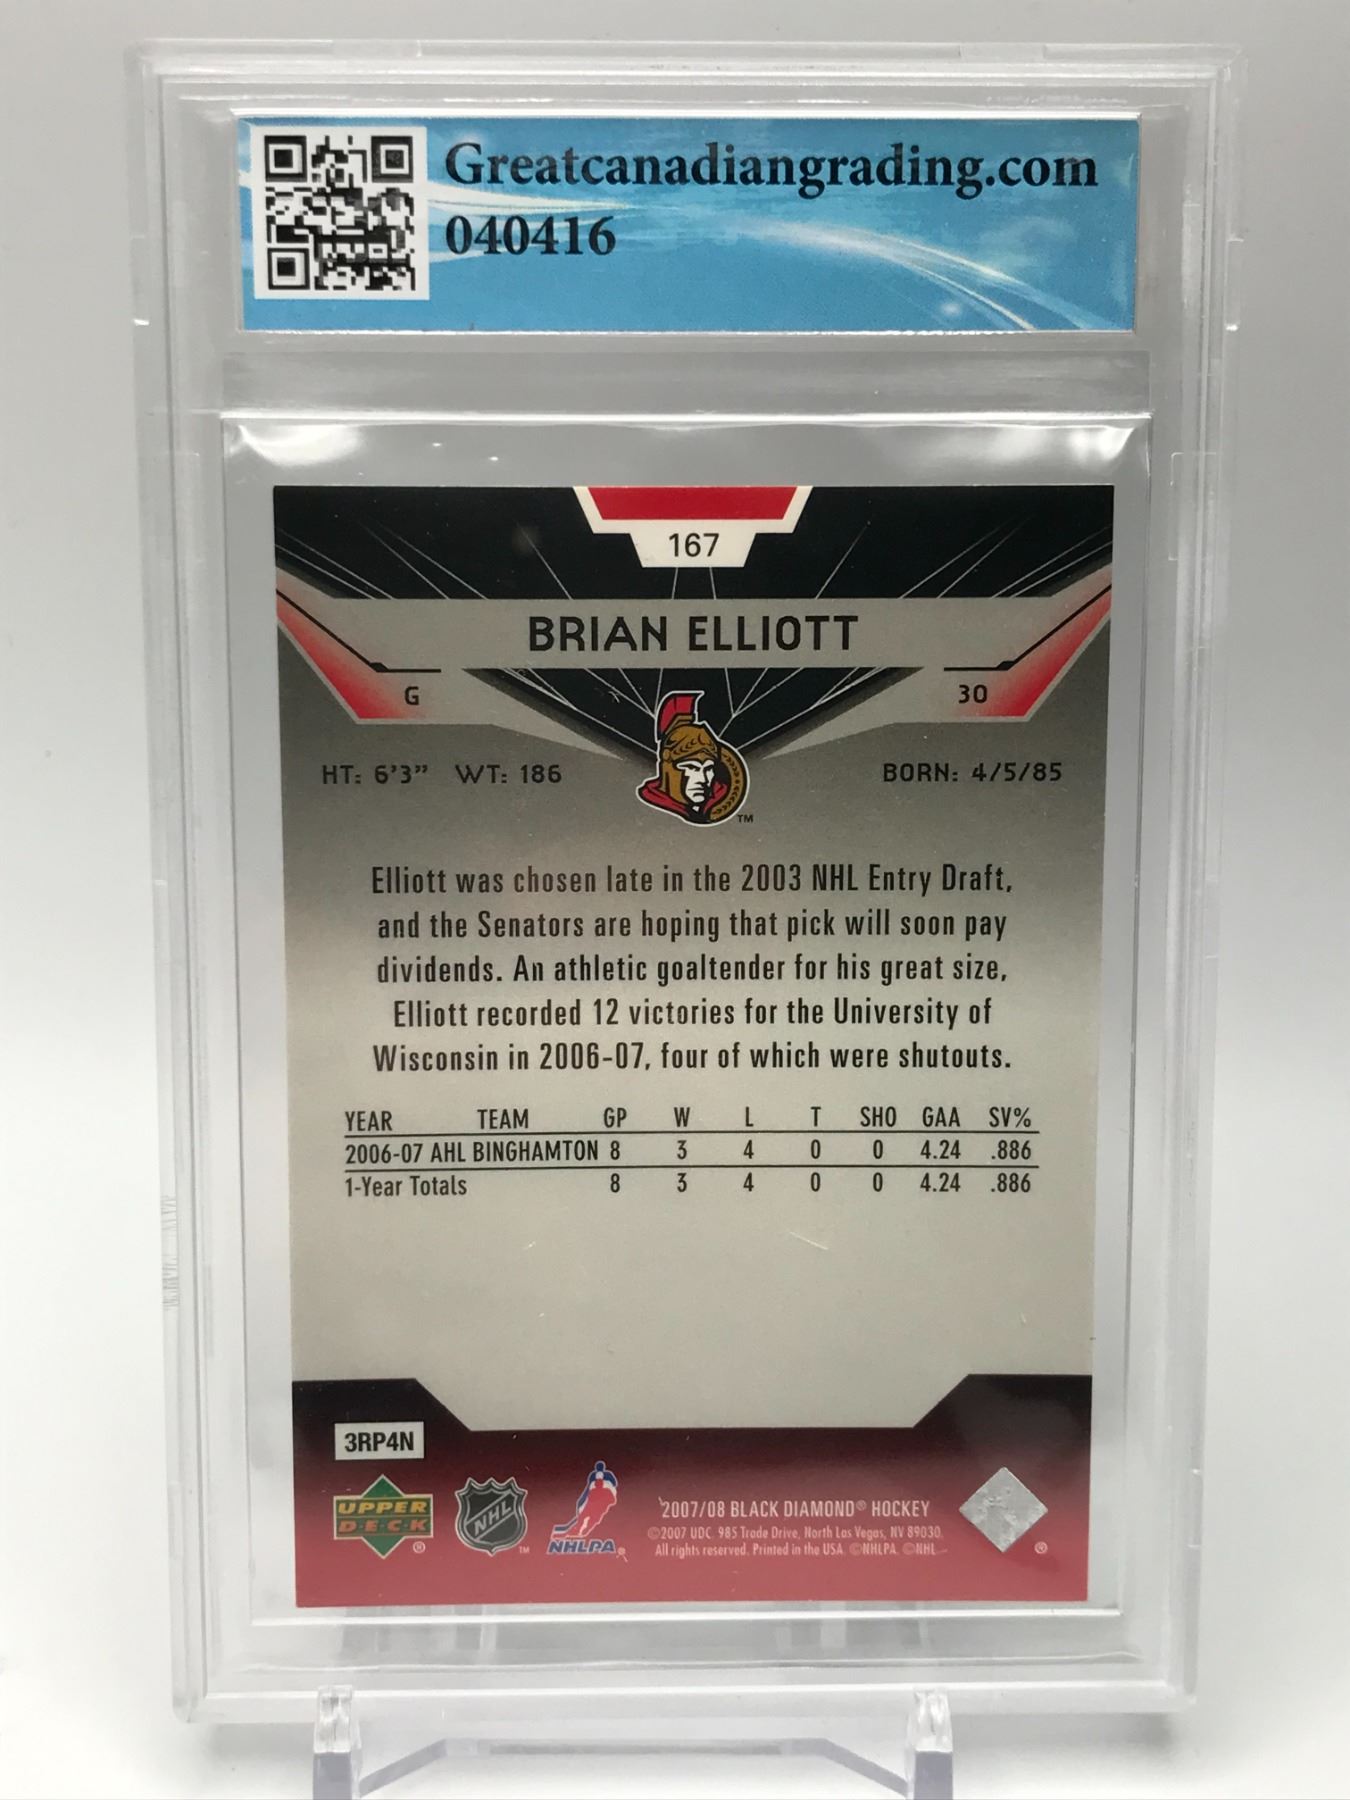 Greatcanadiangrading.com
040416
167
BRIAN ELLIOTT
G
30
HT: 6'3" WT: 186
BORN: 4/5/85
TM
Elliott was chosen late in the 2003 NHL Entry Draft,
and the Senators are hoping that pick will soon pay
dividends. An athletic goaltender for his great size,
Elliott recorded 12 victories for the University of
Wisconsin in 2006-07, four of which were shutouts.
YEAR TEAM GP W L T SHO GAA SV%
2006-07 AHL BINGHAMTON 8 3 4 0 0 4.24 .886
1-Year Totals 8 3 4 0 0 4.24 .886
3RP4N
UPPER
D·E·C·K
®
NHL
TM
NHLPA®
2007/08 BLACK DIAMOND® HOCKEY
©2007 UDC. 985 Trade Drive, North Las Vegas, NV 89030.
All rights reserved. Printed in the USA. ©NHLPA. ©NHL
®